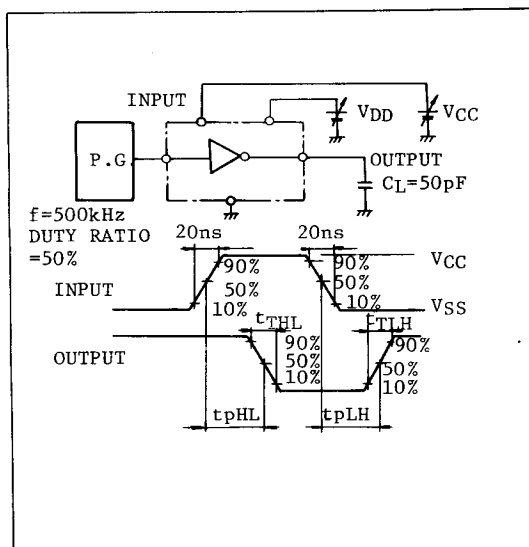 INPUT
VDD
VCC
P.G
OUTPUT
CL=50pF
f=500kHz
DUTY RATIO
=50%
20ns
20ns
INPUT
90%
50%
10%
90%
50%
10%
VCC
VSS
OUTPUT
tTHL
90%
50%
10%
tTLH
90%
50%
10%
tpHL
tpLH